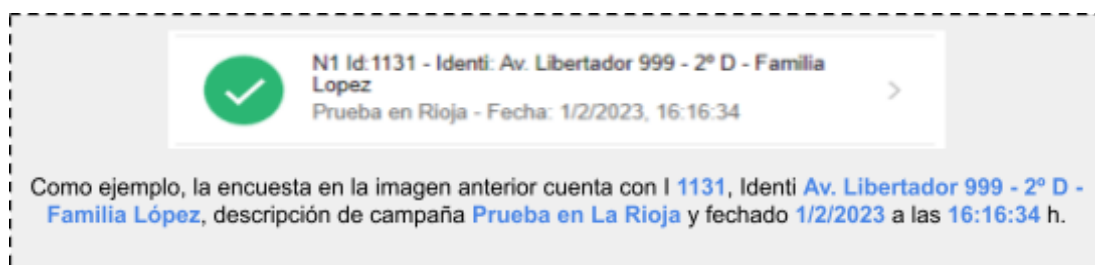 N1 Id:1131 - Identi: Av. Libertador 999 - 2º D - Familia
Lopez
Prueba en Rioja - Fecha: 1/2/2023, 16:16:34
Como ejemplo, la encuesta en la imagen anterior cuenta con I 1131, Identi Av. Libertador 999 - 2º D -
Familia López, descripción de campaña Prueba en La Rioja y fechado 1/2/2023 a las 16:16:34 h.